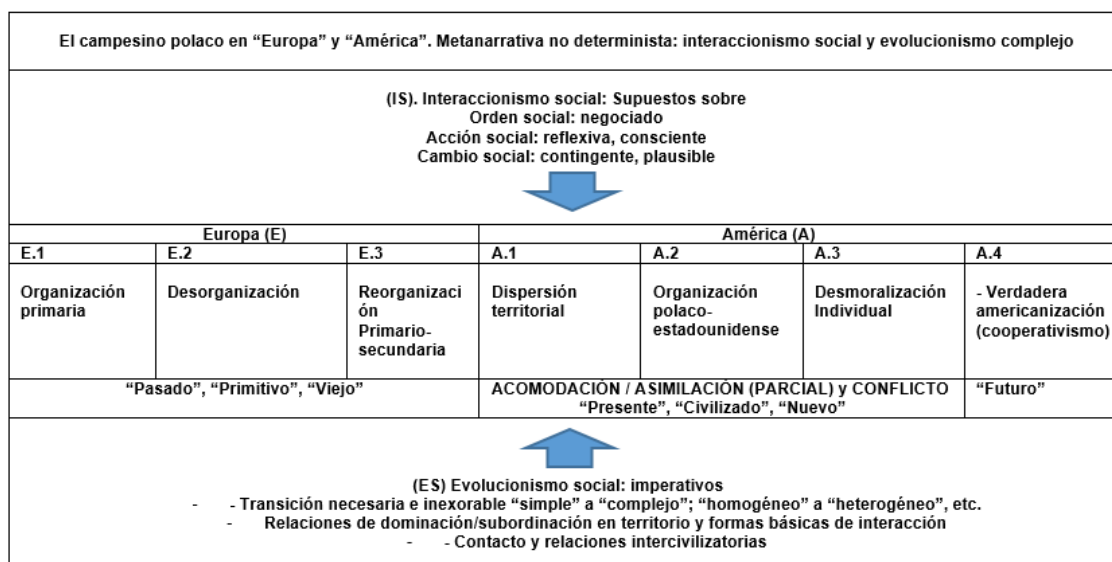 El campesino polaco en “Europa” y “América”. Metanarrativa no determinista: interaccionismo social y evolucionismo complejo
(IS). Interaccionismo social: Supuestos sobre
Orden social: negociado
Acción social: reflexiva, consciente
Cambio social: contingente, plausible
Europa (E)
América (A)
E.1
E.2
E.3
A.1
A.2
A.3
A.4
Organización
primaria
Desorganización
Reorganizaci
ón
Primario-
secundaria
Dispersión
territorial
Organización
polaco-
estadounidense
Desmoralización
Individual
- Verdadera
americanización
(cooperativismo)
“Pasado”, “Primitivo”, “Viejo”
ACOMODACIÓN / ASIMILACIÓN (PARCIAL) y CONFLICTO
“Presente”, “Civilizado”, “Nuevo”
“Futuro”
(ES) Evolucionismo social: imperativos
- - Transición necesaria e inexorable “simple” a “complejo”; “homogéneo” a “heterogéneo”, etc.
- Relaciones de dominación/subordinación en territorio y formas básicas de interacción
- - Contacto y relaciones intercivilizatorias